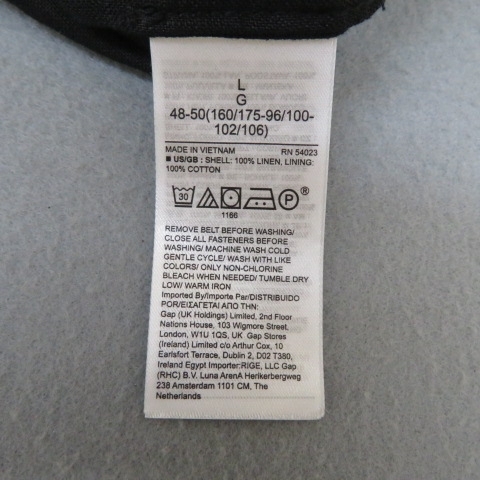 L
G
48-50(160/175-96/100-
102/106)
MADE IN VIETNAM RN 54023
■ US/GB : SHELL: 100% LINEN, LINING:
100% COTTON
30 P ®
1166
REMOVE BELT BEFORE WASHING/
CLOSE ALL FASTENERS BEFORE
WASHING/ MACHINE WASH COLD
GENTLE CYCLE/ WASH WITH LIKE
COLORS/ ONLY NON-CHLORINE
BLEACH WHEN NEEDED/ TUMBLE DRY
LOW/ WARM IRON
Imported By/Importe Par/DISTRIBUIDO
POR/ΕΙΣΑΓΕΤΑΙ ΑΠΟ ΤΗΝ:
Gap (UK Holdings) Limited, 2nd Floor
Nations House, 103 Wigmore Street,
London, W1U 1QS, UK Gap Stores
(Ireland) Limited c/o Arthur Cox, 10
Earlsfort Terrace, Dublin 2, D02 T380,
Ireland Egypt Importer:RIGE, LLC Gap
(RHC) B.V. Luna ArenA Herikerbergweg
238 Amsterdam 1101 CM, The
Netherlands